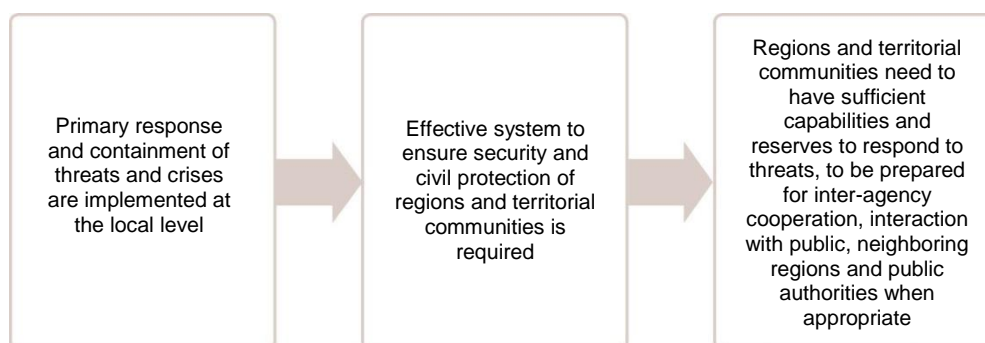 Primary response
and containment of
threats and crises
are implemented at
the local level
Effective system to
ensure security and
civil protection of
regions and territorial
communities is
required
Regions and territorial
communities need to
have sufficient
capabilities and
reserves to respond to
threats, to be prepared
for inter-agency
cooperation, interaction
with public, neighboring
regions and public
authorities when
appropriate